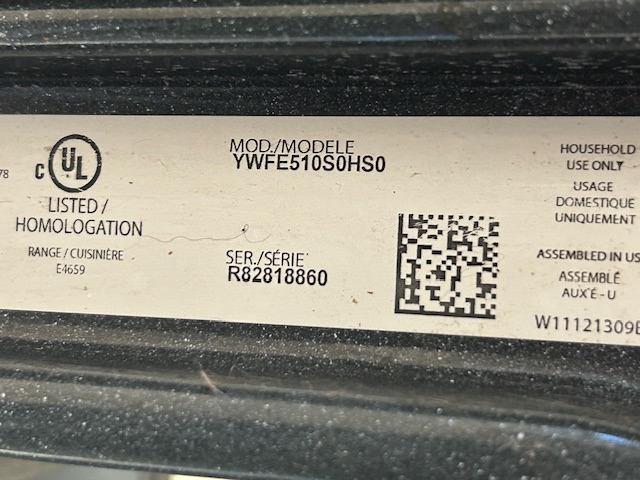 78
C UL
LISTED /
HOMOLOGATION
RANGE / CUISINIÈRE
E4659
MOD./MODELE
YWFE510S0HS0
SER./SÉRIE
R82818860
HOUSEHOLD
USE ONLY
USAGE
DOMESTIQUE
UNIQUEMENT
ASSEMBLED IN US
ASSEMBLÉ
AUX É - U
W11121309